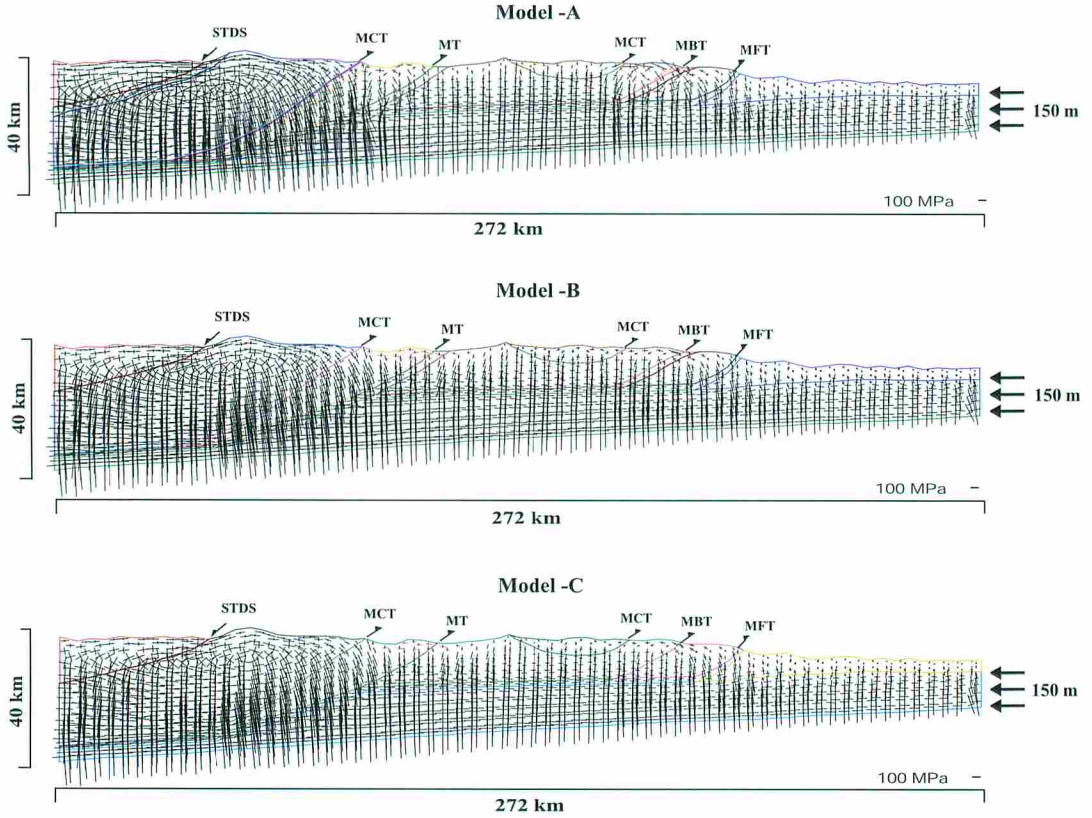 Model -A
STDS
MCT
MT
MCT
MBT
MFT
40 km
150 m
100 MPa
272 km
Model -B
STDS
MCT
MT
MCT
MBT
MFT
40 km
150 m
100 MPa
272 km
Model -C
STDS
MCT
MT
MCT
MBT
MFT
40 km
150 m
100 MPa
272 km